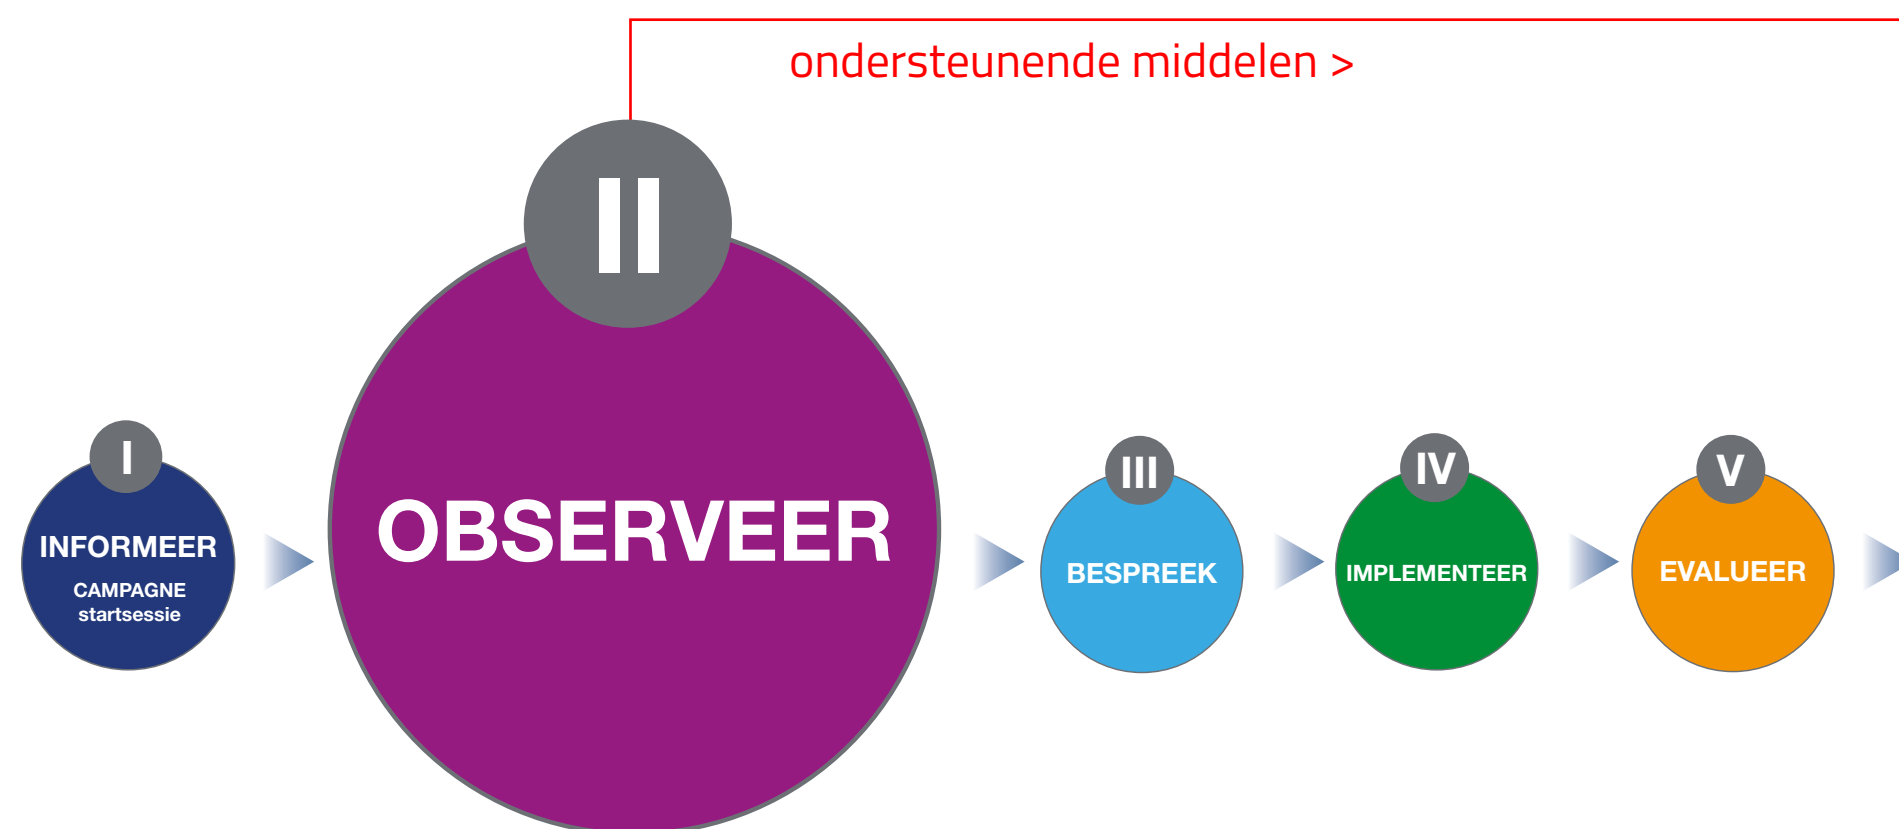 ondersteunende middelen >
I
INFORMEER
CAMPAGNE
startsessie
II
OBSERVEER
III
BESPREEK
IV
IMPLEMENTEER
V
EVALUEER